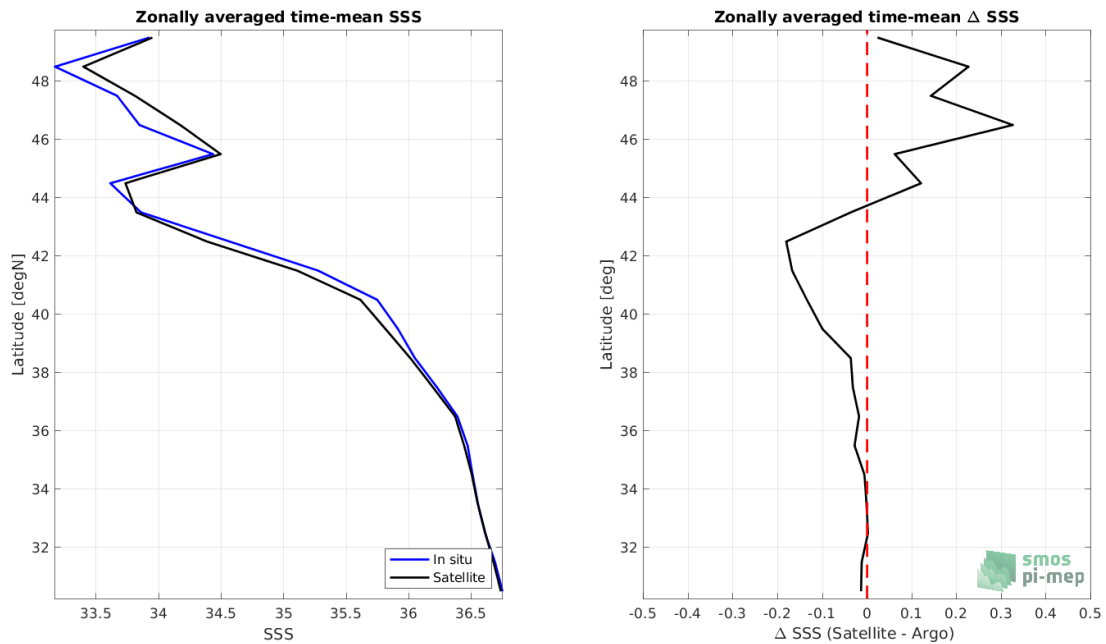 Zonally averaged time-mean SSS
48
46
44
42
40
38
36
34
32
Latitude [degN]
33.5 34 34.5 35 35.5 36 36.5
SSS
In situ
Satellite
Zonally averaged time-mean Δ SSS
48
46
44
42
40
38
36
34
32
Latitude [deg]
-0.5 -0.4 -0.3 -0.2 -0.1 0 0.1 0.2 0.3 0.4 0.5
Δ SSS (Satellite - Argo)
smos
pi-mep